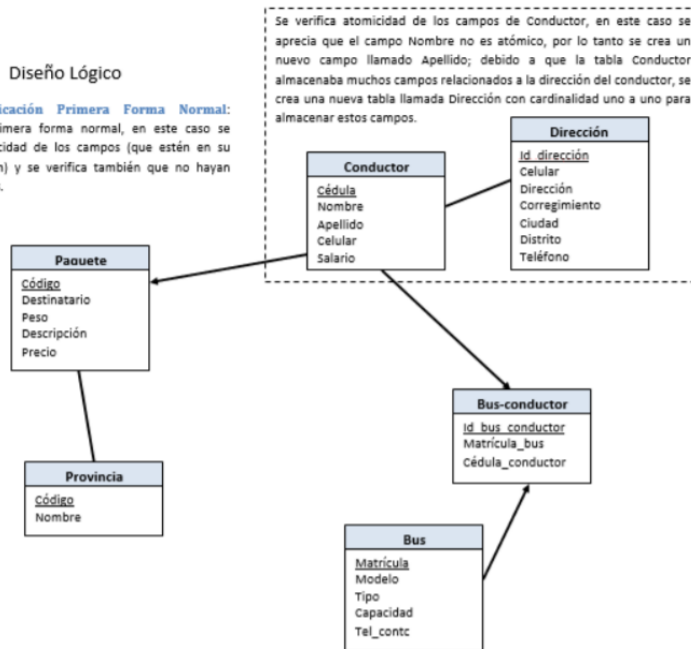 Se verifica atomicidad de los campos de Conductor, en este caso se
aprecia que el campo Nombre no es atómico, por lo tanto se crea un
nuevo campo llamado Apellido; debido a que la tabla Conductor
almacenaba muchos campos relacionados a la dirección del conductor, se
crea una nueva tabla llamada Dirección con cardinalidad uno a uno para
almacenar estos campos.
Diseño Lógico
Primera Forma Normal:
forma normal, en este caso se
de los campos (que estén en su
y se verifica también que no hayan
Conductor
Cédula
Nombre
Apellido
Celular
Salario
Dirección
Id_dirección
Celular
Dirección
Corregimiento
Ciudad
Distrito
Teléfono
Paquete
Código
Destinatario
Peso
Descripción
Precio
Provincia
Código
Nombre
Bus-conductor
Id_bus_conductor
Matrícula_bus
Cédula_conductor
Bus
Matrícula
Modelo
Tipo
Capacidad
Tel_contc